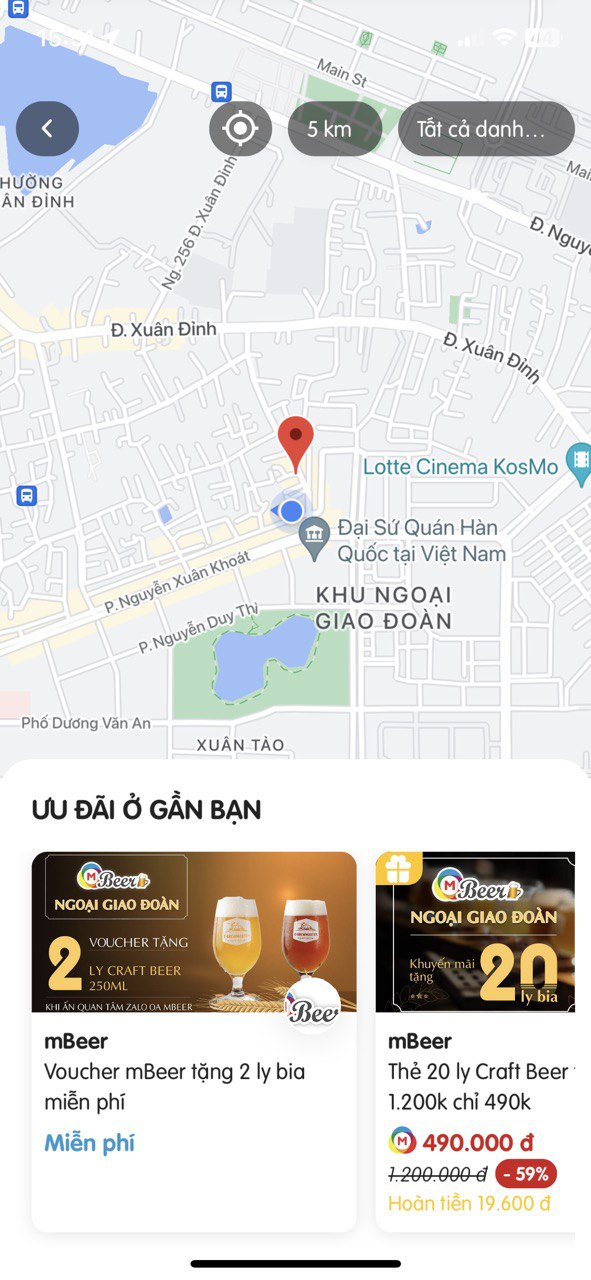 Main St
5 km
Tất cả danh...
HƯỜNG
ÂN ĐỈNH
Ng. 256 Đ. Xuân Đỉnh
Mai
Đ. Nguy
Đ. Xuân Đỉnh
Đ. Xuân Đỉnh
Lotte Cinema KosMo
Đại Sứ Quán Hàn
Quốc tại Việt Nam
P. Nguyễn Xuân Khoát
KHU NGOẠI
GIAO ĐOÀN
P. Nguyễn Duy Thì
Phố Dương Văn An
XUÂN TẢO
ƯU ĐÃI Ở GẦN BẠN
M Beer
NGOẠI GIAO ĐOÀN
2 VOUCHER TẶNG
LY CRAFT BEER
250ML
KHI ẤN QUAN TÂM ZALO OA MBEER
Beer
mBeer
Voucher mBeer tặng 2 ly bia
miễn phí
Miễn phí
M Beer
NGOẠI GIAO ĐOÀN
Khuyến mãi
tặng
20
ly bia
mBeer
Thẻ 20 ly Craft Beer
1.200k chỉ 490k
M 490.000 đ
1.200.000 đ - 59%
Hoàn tiền 19.600 đ